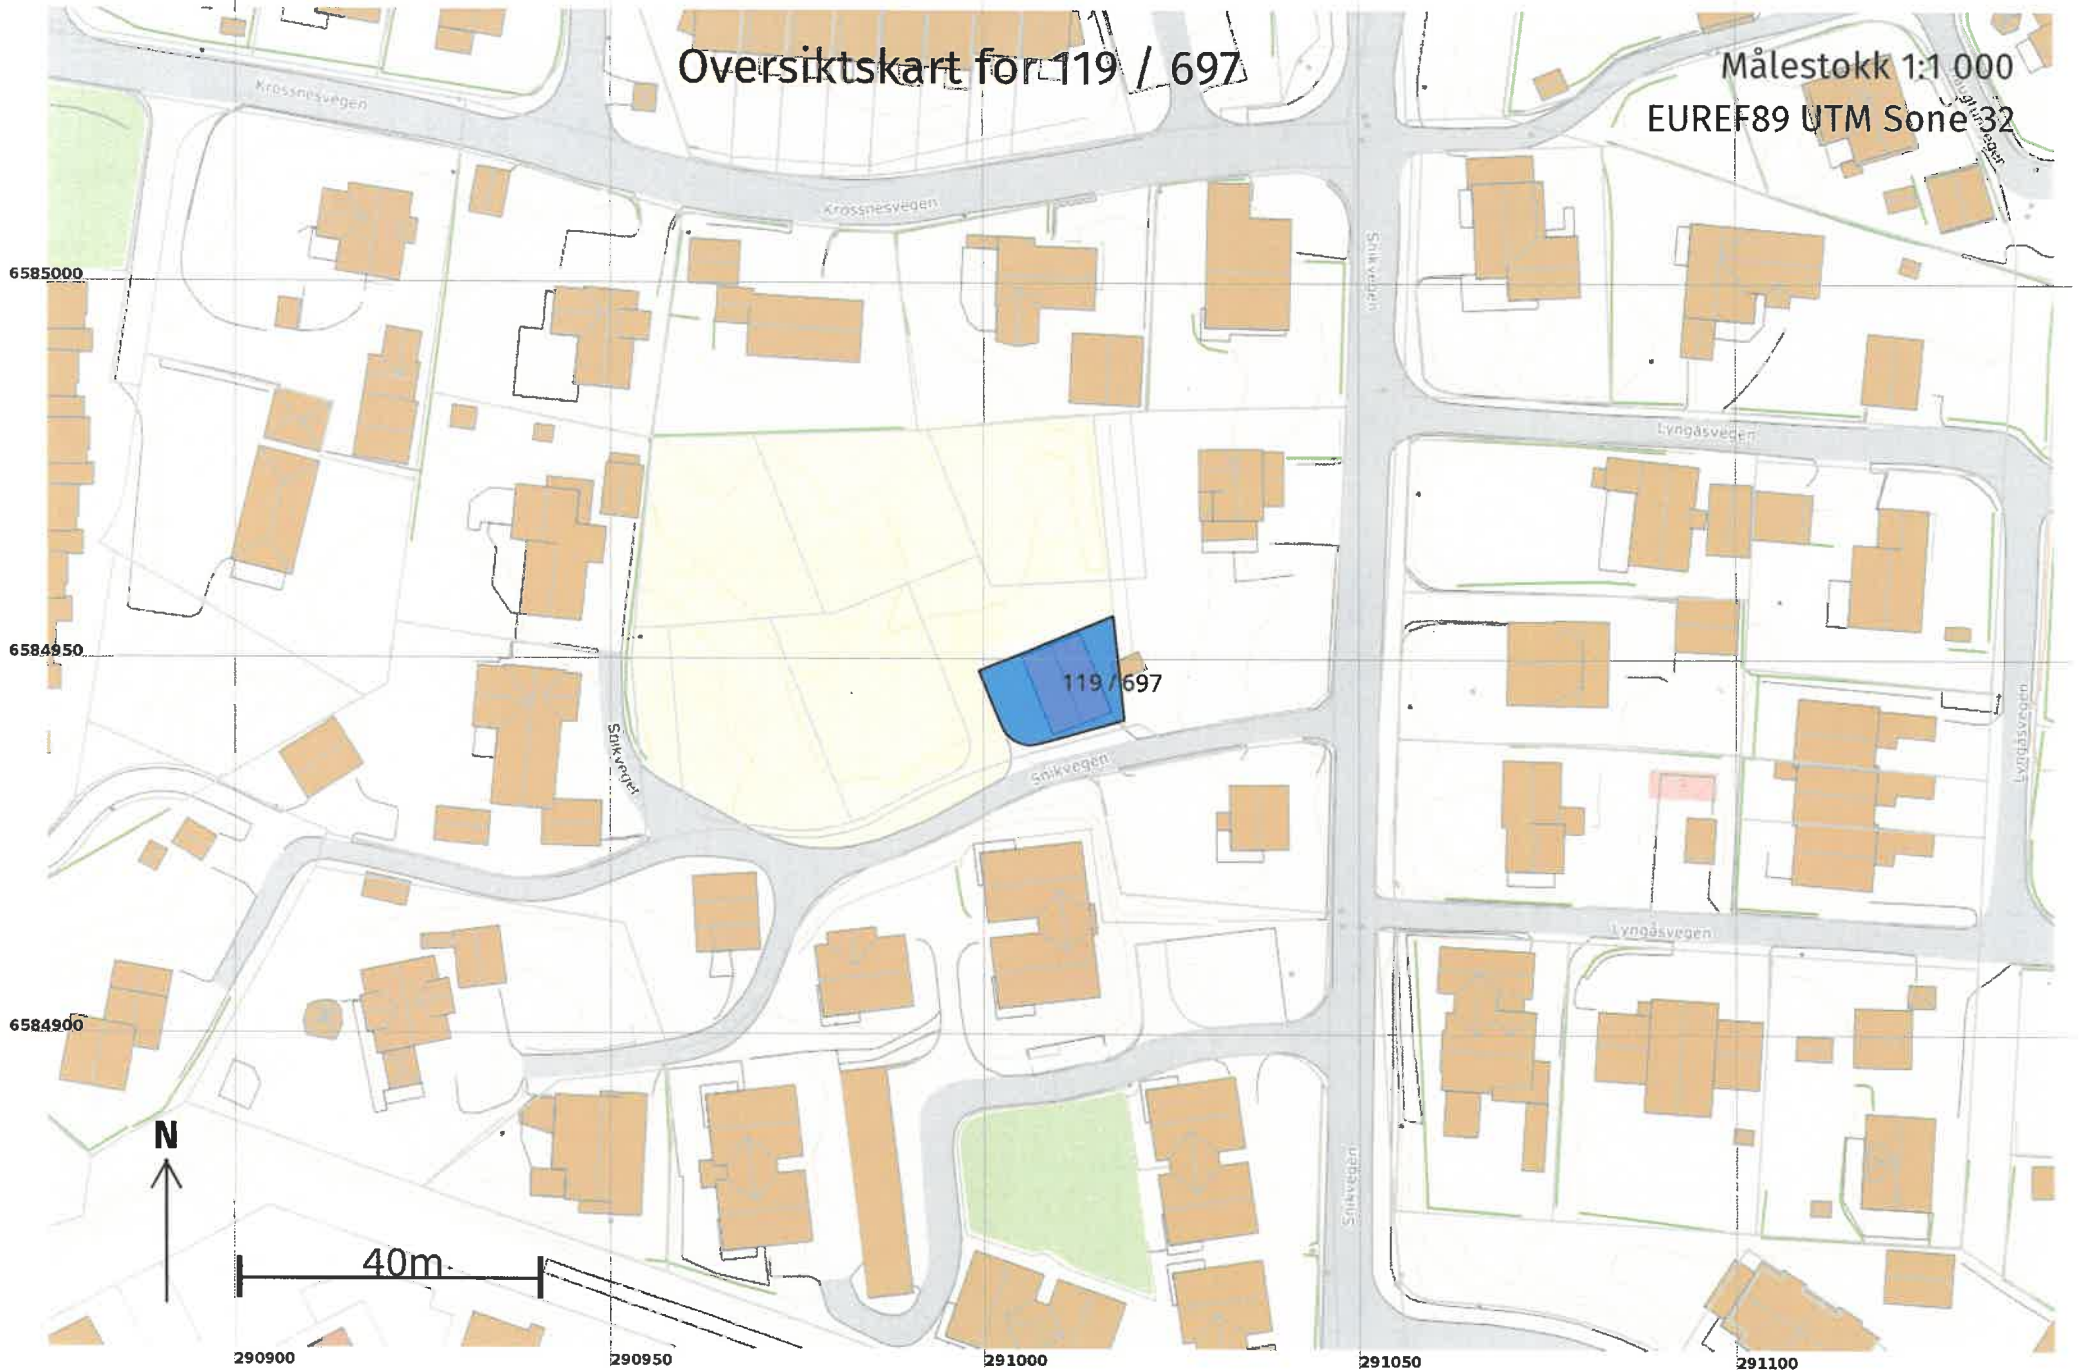 Oversiktskart for 119 / 697
Målestokk 1:1 000
EUREF89 UTM Sone 32
Krossnesvegen
Krossnesvegen
Snikvegen
6585000
Lyngåsvegen
6584950
119 / 697
Snikvegen
Snikvegen
Lyngåsvegen
Lyngåsvegen
6584900
N
Snikvegen
40m
290900
290950
291000
291050
291100